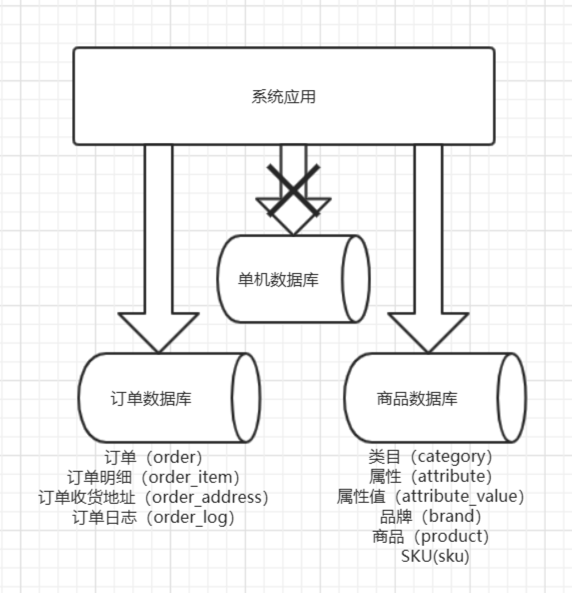 系统应用
单机数据库
订单数据库
商品数据库
订单（order)
订单明细（order_item)
订单收货地址（order_address)
订单日志（order_log)
类目（category)
属性（attribute)
属性值（attribute_value)
品牌（brand)
商品（product)
SKU(sku)